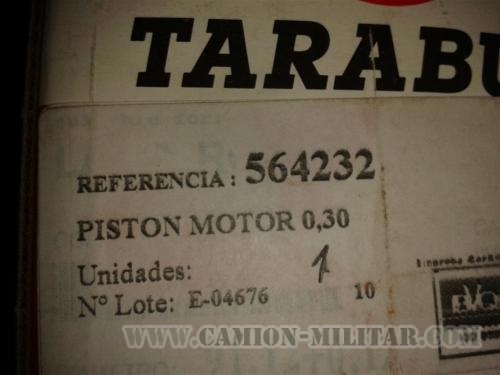 TARABU
REFERENCIA: 564232
PISTON MOTOR 0,30
Unidades: 1
Nº Lote: E-04676 10
WWW.CAMION-MILITAR.COM